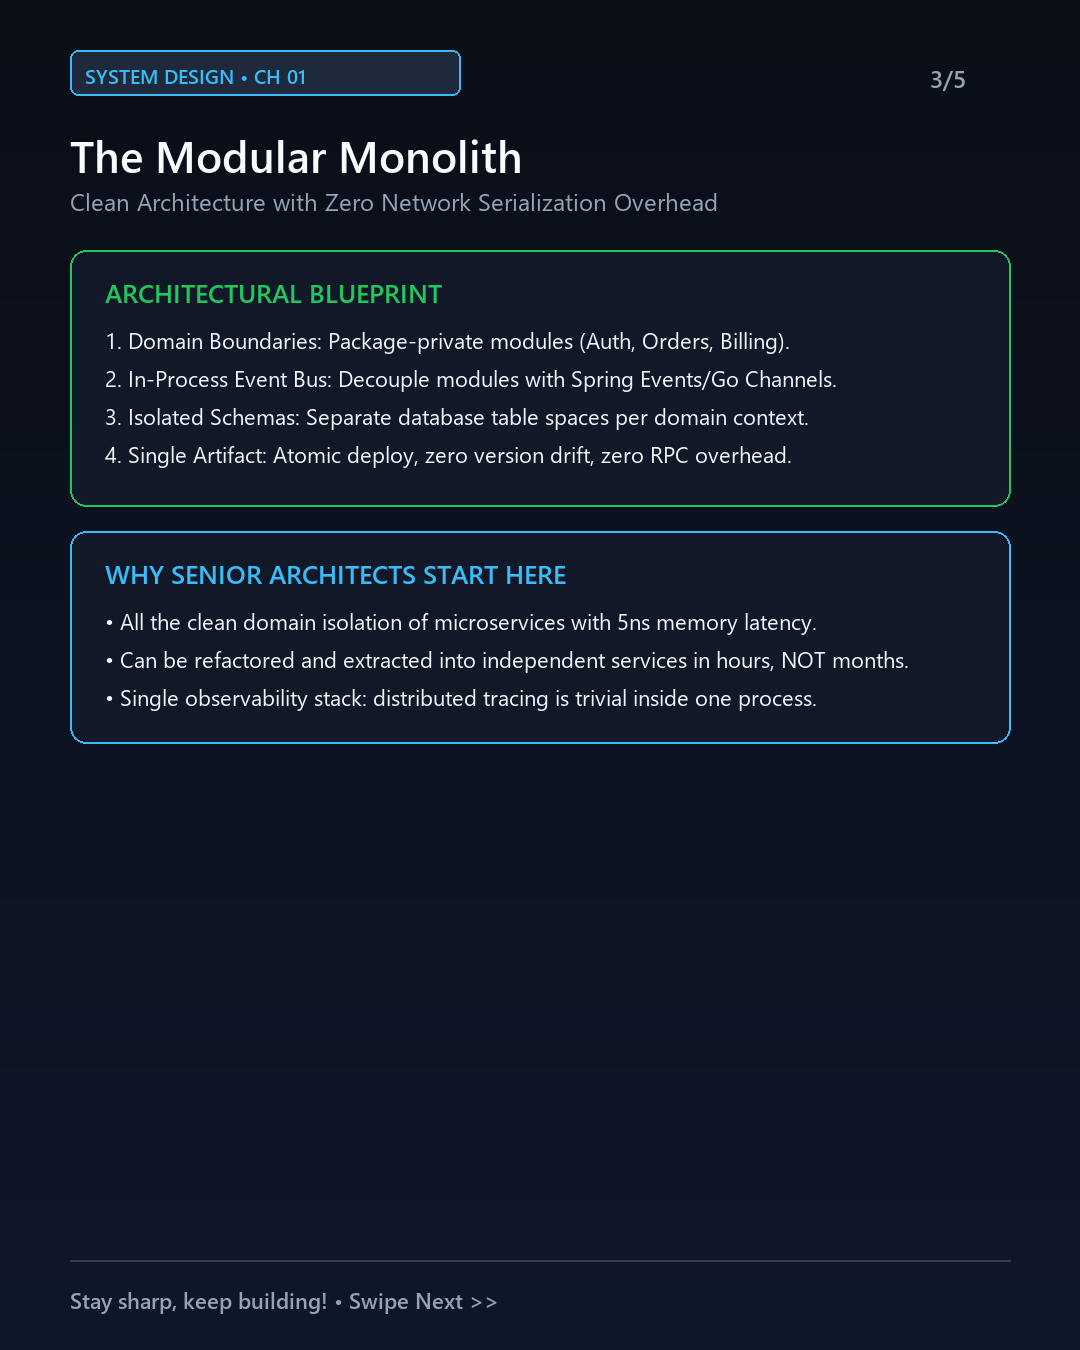 SYSTEM DESIGN • CH 01
3/5
The Modular Monolith
Clean Architecture with Zero Network Serialization Overhead
ARCHITECTURAL BLUEPRINT
1. Domain Boundaries: Package-private modules (Auth, Orders, Billing).
2. In-Process Event Bus: Decouple modules with Spring Events/Go Channels.
3. Isolated Schemas: Separate database table spaces per domain context.
4. Single Artifact: Atomic deploy, zero version drift, zero RPC overhead.
WHY SENIOR ARCHITECTS START HERE
• All the clean domain isolation of microservices with 5ns memory latency.
• Can be refactored and extracted into independent services in hours, NOT months.
• Single observability stack: distributed tracing is trivial inside one process.
Stay sharp, keep building! • Swipe Next >>